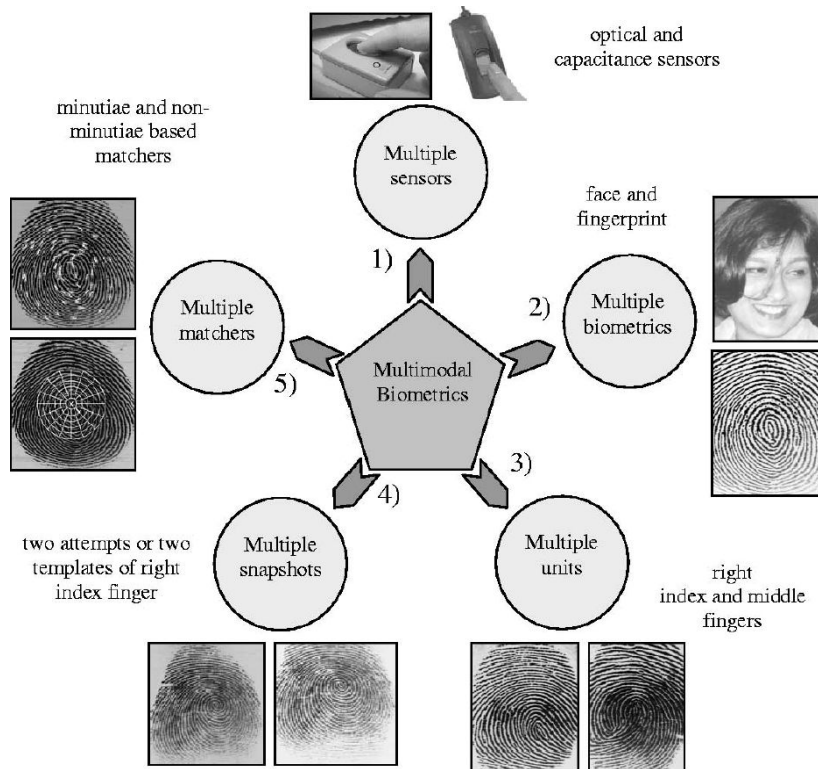 optical and
capacitance sensors
minutiae and non-
minutiae based
matchers
Multiple
sensors
face and
fingerprint
1)
2)
Multiple
biometrics
Multiple
matchers
Multimodal
Biometrics
5)
3)
4)
two attempts or two
templates of right
index finger
Multiple
snapshots
Multiple
units
right
index and middle
fingers